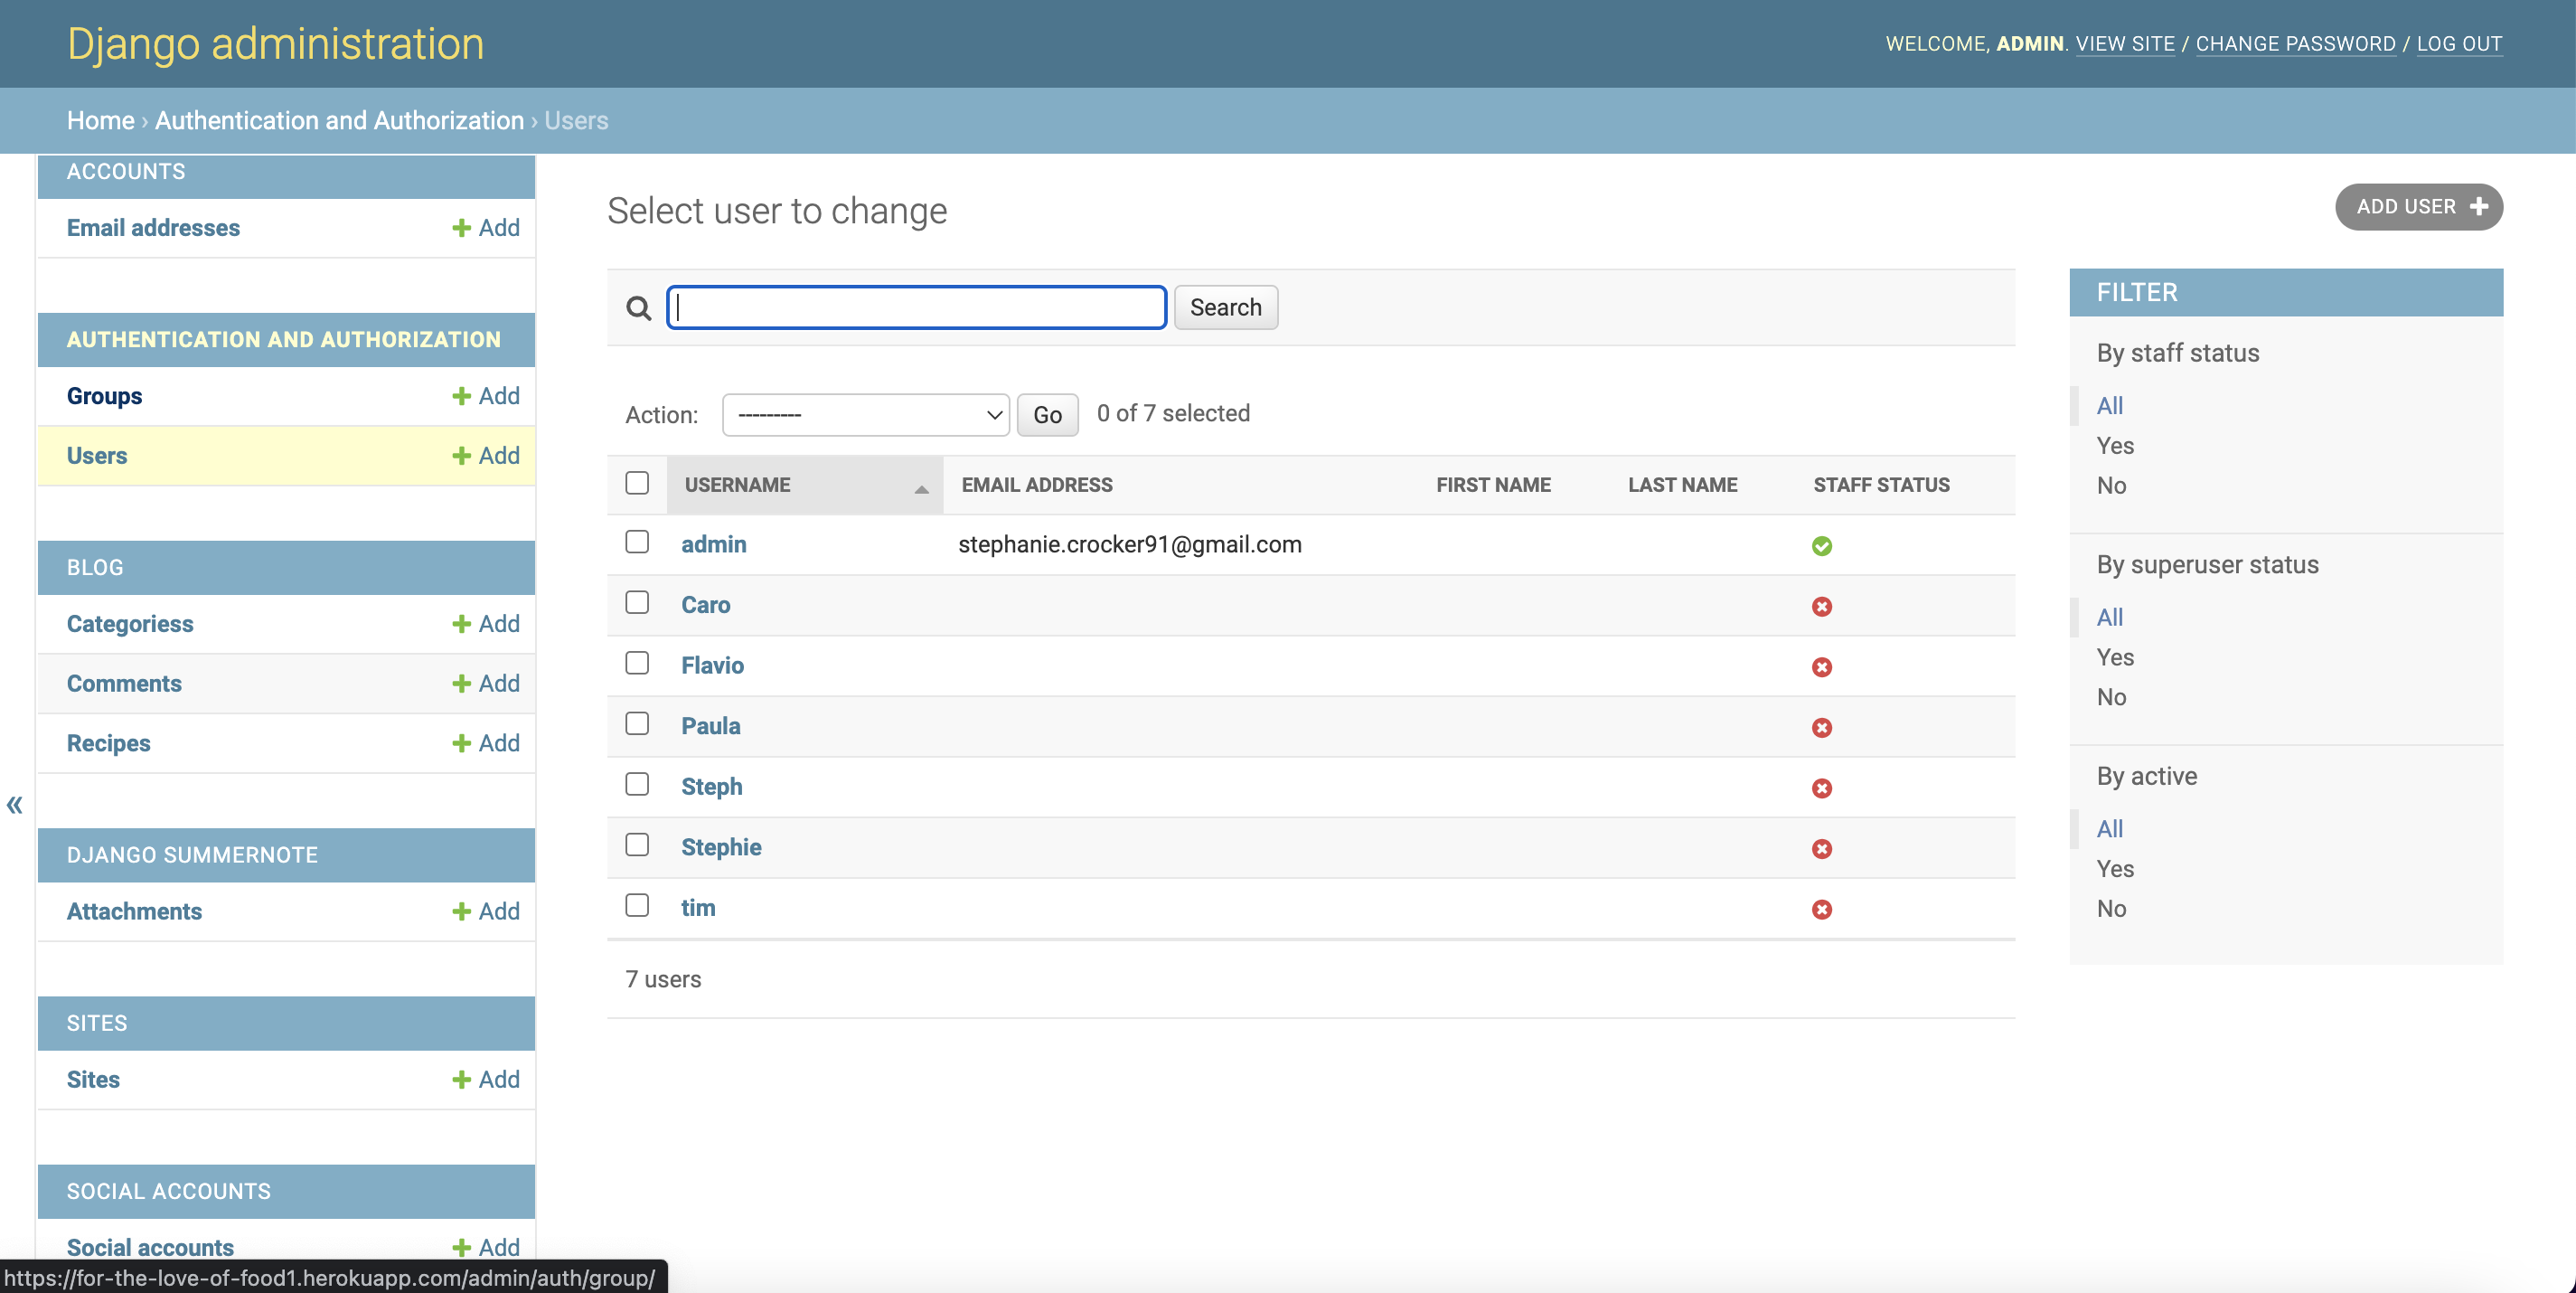 Django administration
WELCOME, ADMIN. VIEW SITE / CHANGE PASSWORD / LOG OUT
Home › Authentication and Authorization › Users
ACCOUNTS
Email addresses
Add
AUTHENTICATION AND AUTHORIZATION
Groups
Add
Users
Add
BLOG
Categoriess
Add
Comments
Add
Recipes
Add
DJANGO SUMMERNOTE
Attachments
Add
SITES
Sites
Add
SOCIAL ACCOUNTS
Social accounts
Add
«
https://for-the-love-of-food1.herokuapp.com/admin/auth/group/
Select user to change
ADD USER
Search
Action: --------- Go 0 of 7 selected
USERNAME EMAIL ADDRESS FIRST NAME LAST NAME STAFF STATUS
admin stephanie.crocker91@gmail.com
Caro
Flavio
Paula
Steph
Stephie
tim
7 users
FILTER
By staff status
All
Yes
No
By superuser status
All
Yes
No
By active
All
Yes
No